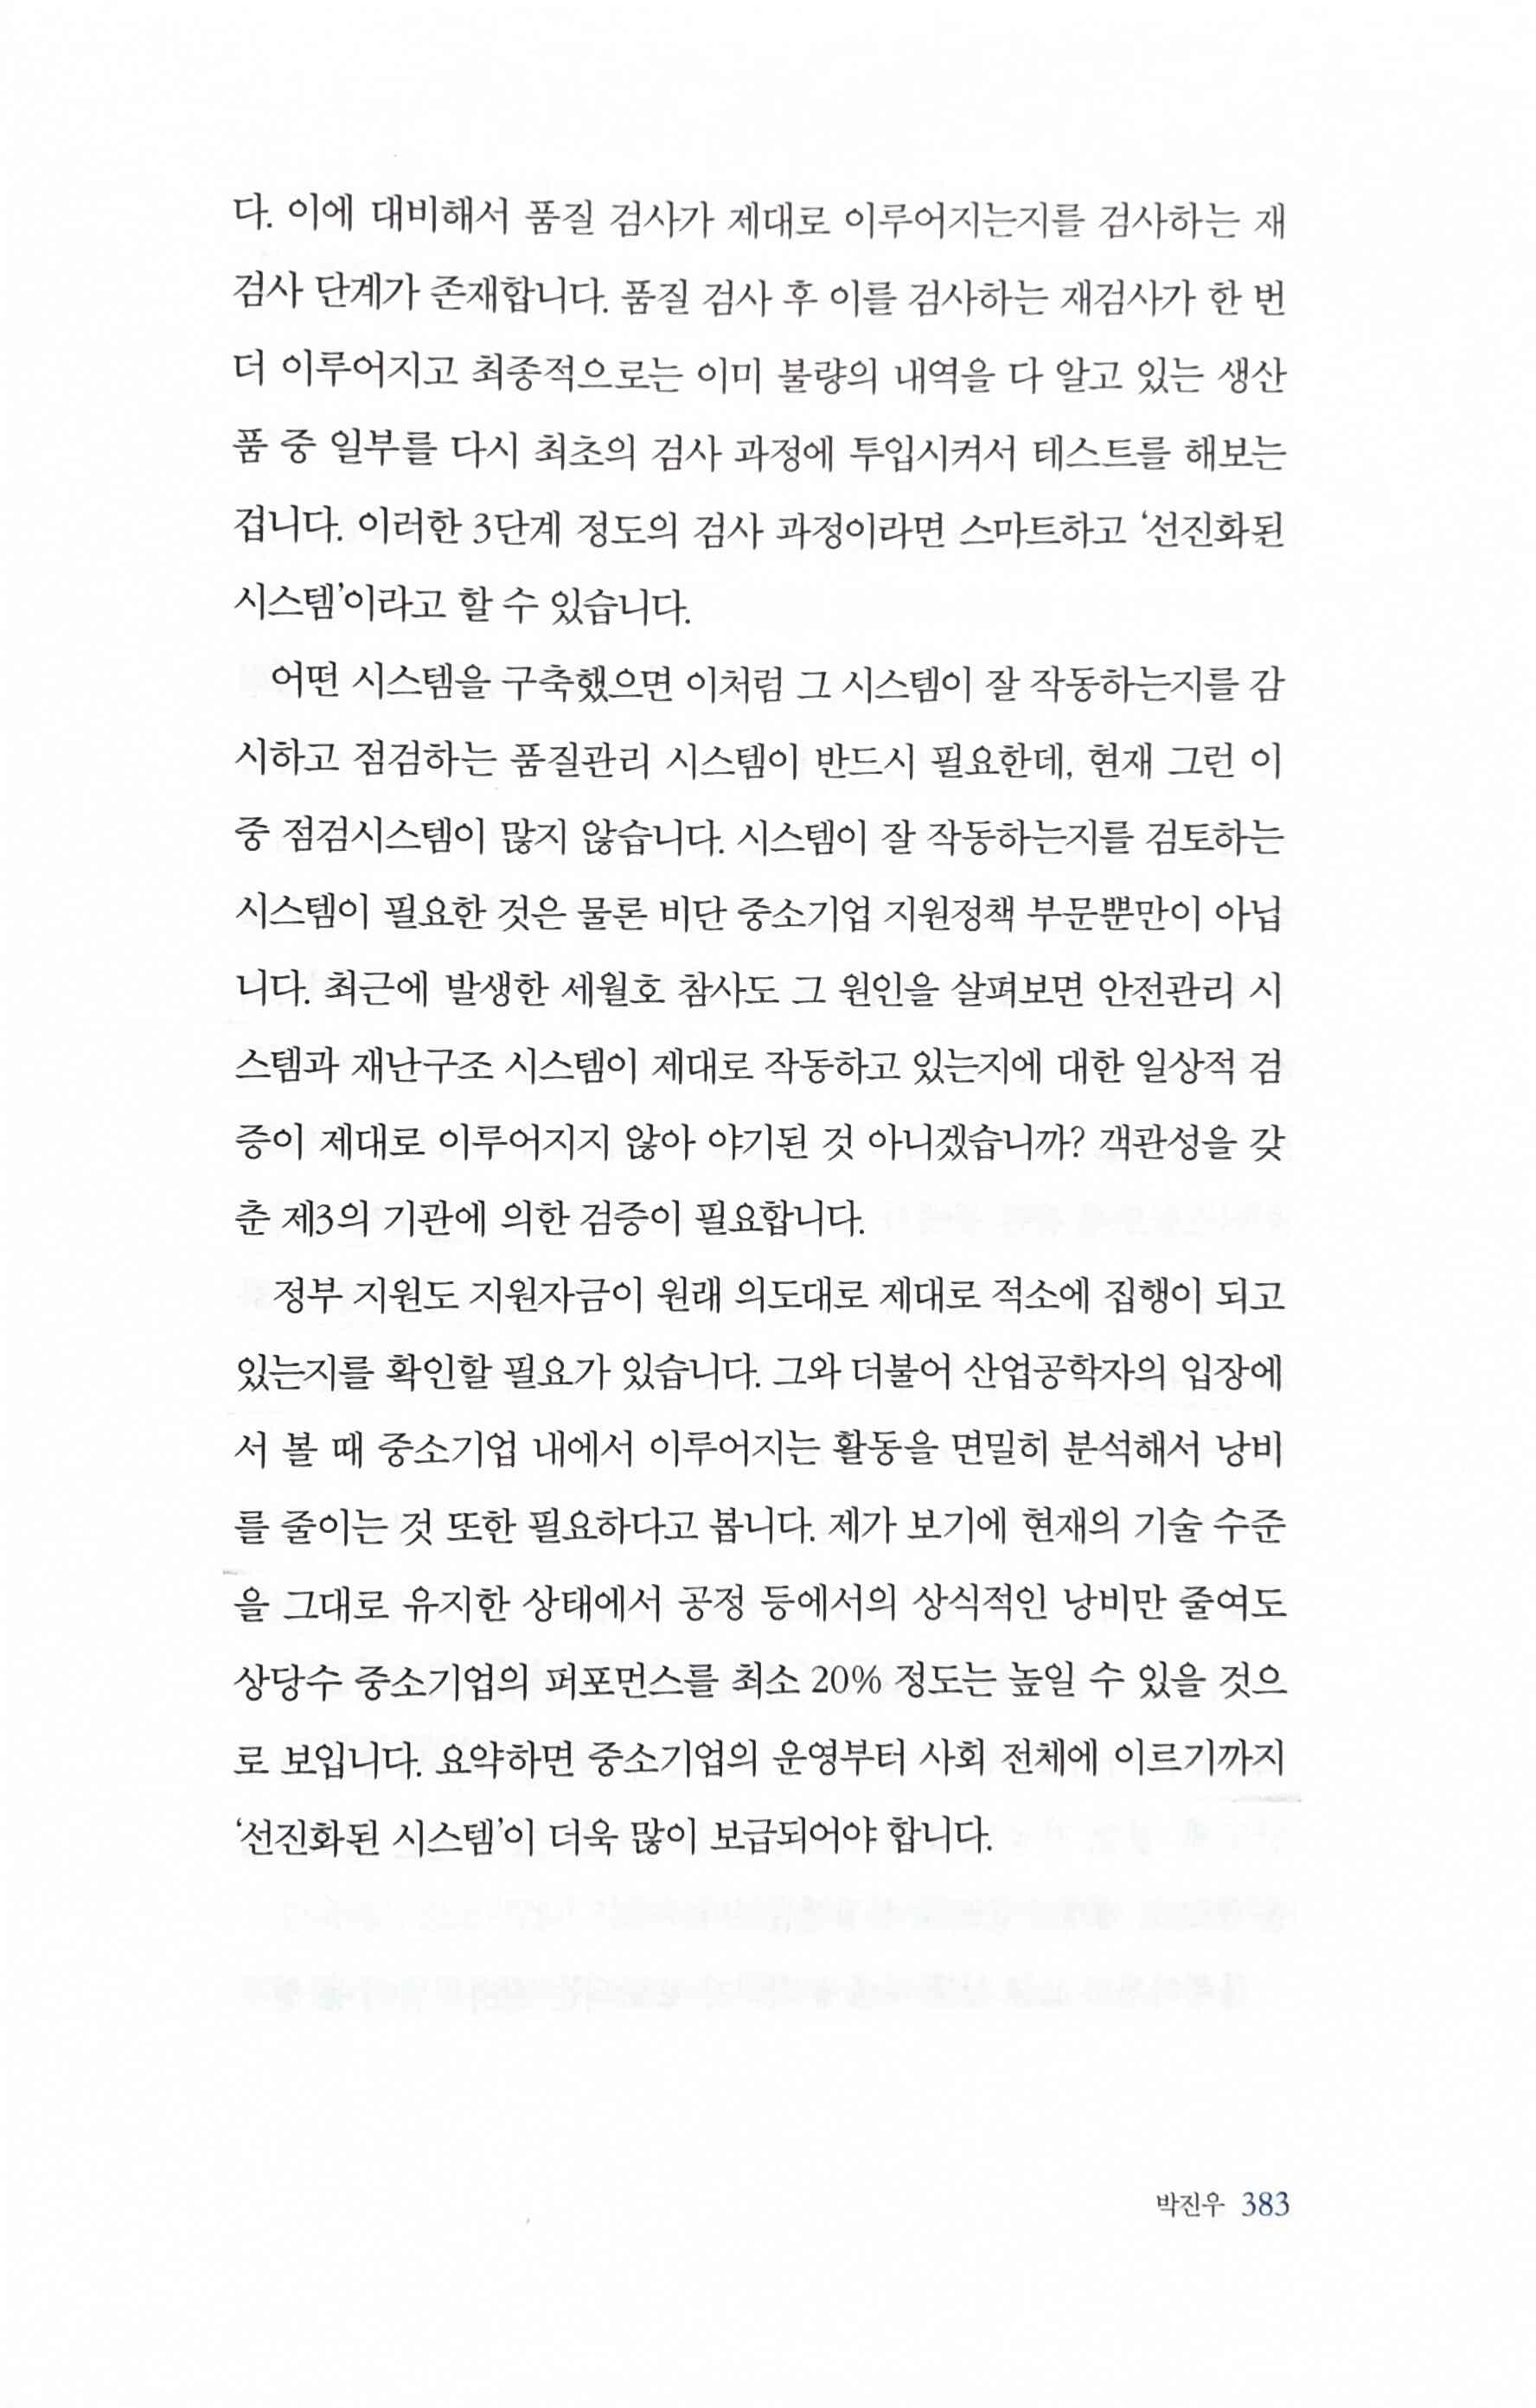 다. 이에 대비해서 품질 검사가 제대로 이루어지는지를 검사하는 재
검사 단계가 존재합니다. 품질 검사 후 이를 검사하는 재검사가 한 번
더 이루어지고 최종적으로는 이미 불량의 내역을 다 알고 있는 생산
품 중 일부를 다시 최초의 검사 과정에 투입시켜서 테스트를 해보는
겁니다. 이러한 3단계 정도의 검사 과정이라면 스마트하고 ‘선진화된
시스템’이라고 할 수 있습니다.
어떤 시스템을 구축했으면 이처럼 그 시스템이 잘 작동하는지를 감
시하고 점검하는 품질관리 시스템이 반드시 필요한데, 현재 그런 이
중 점검시스템이 많지 않습니다. 시스템이 잘 작동하는지를 검토하는
시스템이 필요한 것은 물론 비단 중소기업 지원정책 부문뿐만이 아닙
니다. 최근에 발생한 세월호 참사도 그 원인을 살펴보면 안전관리 시
스템과 재난구조 시스템이 제대로 작동하고 있는지에 대한 일상적 검
증이 제대로 이루어지지 않아 야기된 것 아니겠습니까? 객관성을 갖
춘 제3의 기관에 의한 검증이 필요합니다.
정부 지원도 지원자금이 원래 의도대로 제대로 적소에 집행이 되고
있는지를 확인할 필요가 있습니다. 그와 더불어 산업공학자의 입장에
서 볼 때 중소기업 내에서 이루어지는 활동을 면밀히 분석해서 낭비
를 줄이는 것 또한 필요하다고 봅니다. 제가 보기에 현재의 기술 수준
을 그대로 유지한 상태에서 공정 등에서의 상식적인 낭비만 줄여도
상당수 중소기업의 퍼포먼스를 최소 20% 정도는 높일 수 있을 것으
로 보입니다. 요약하면 중소기업의 운영부터 사회 전체에 이르기까지
‘선진화된 시스템’이 더욱 많이 보급되어야 합니다.
박진우 383